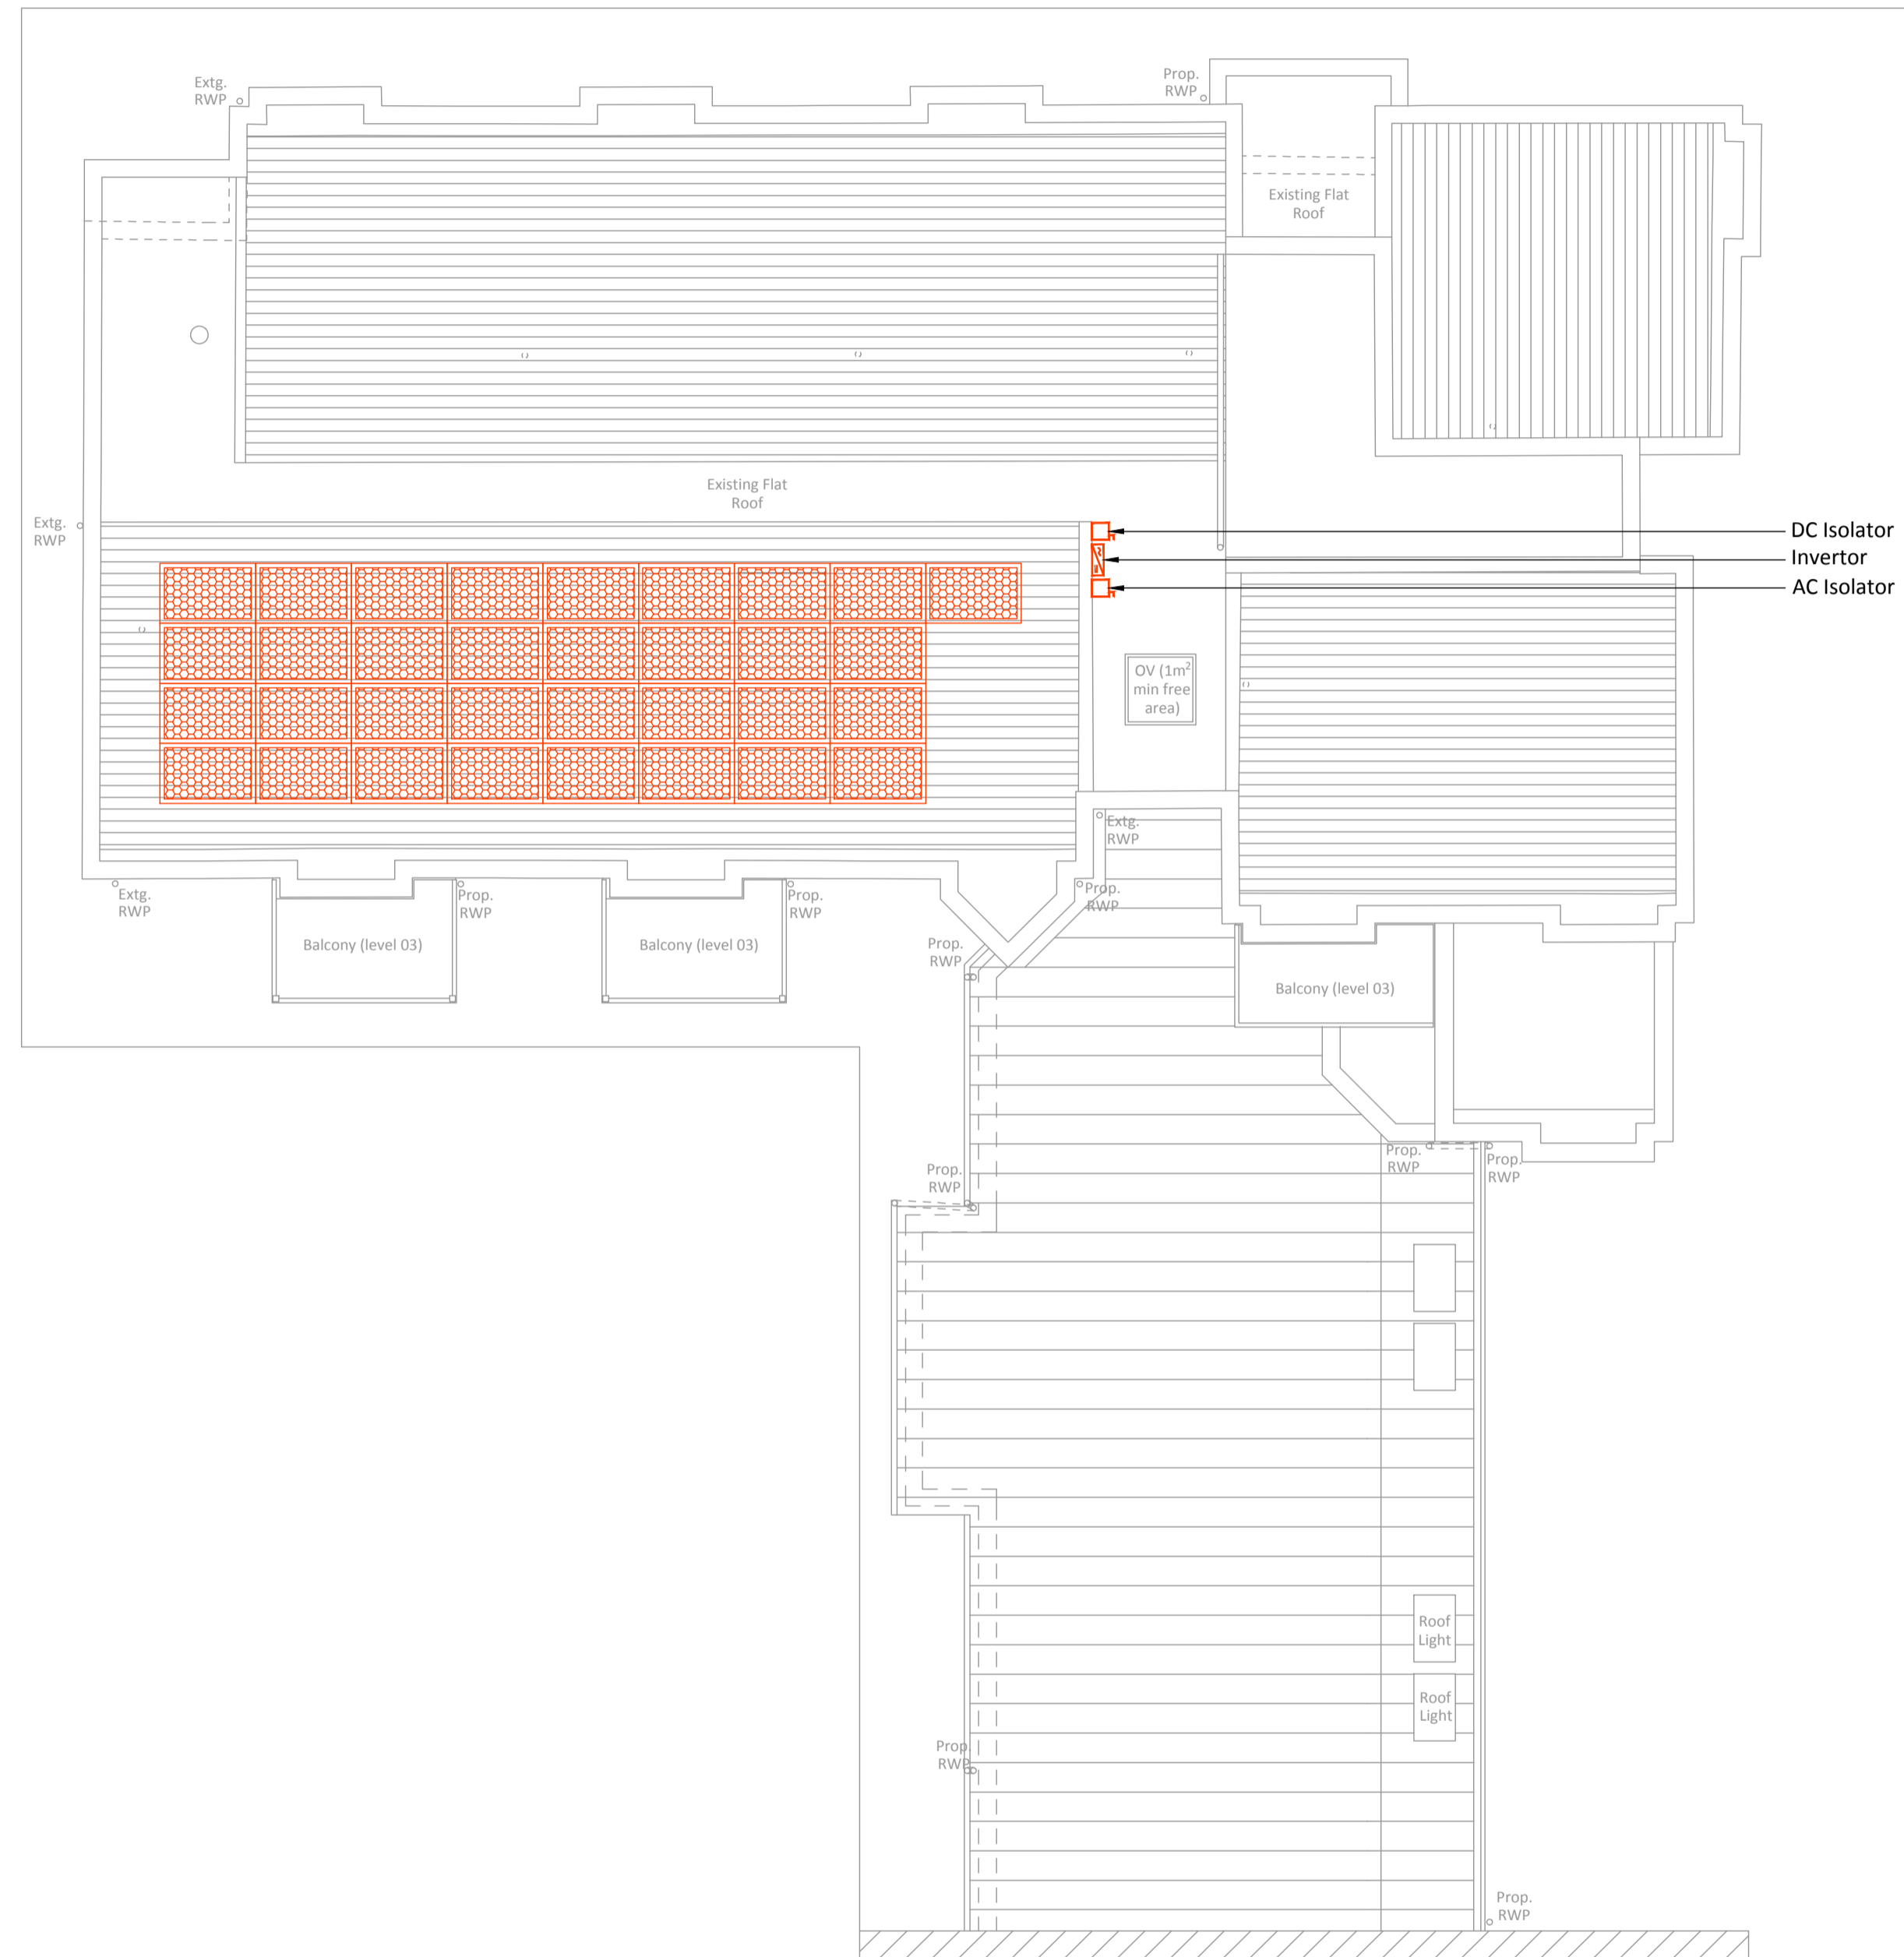 Extg.
RWP
Prop.
RWP
Existing Flat
Roof
Existing Flat
Roof
Extg.
RWP
DC Isolator
Invertor
AC Isolator
OV (1m²
min free
area)
Extg.
RWP
Extg.
RWP
Prop.
RWP
Prop.
RWP
Prop.
RWP
Balcony (level 03)
Balcony (level 03)
Prop.
RWP
Balcony (level 03)
Prop.
RWP
Prop.
RWP
Prop.
RWP
Roof
Light
Roof
Light
Prop.
RWP
Prop.
RWP